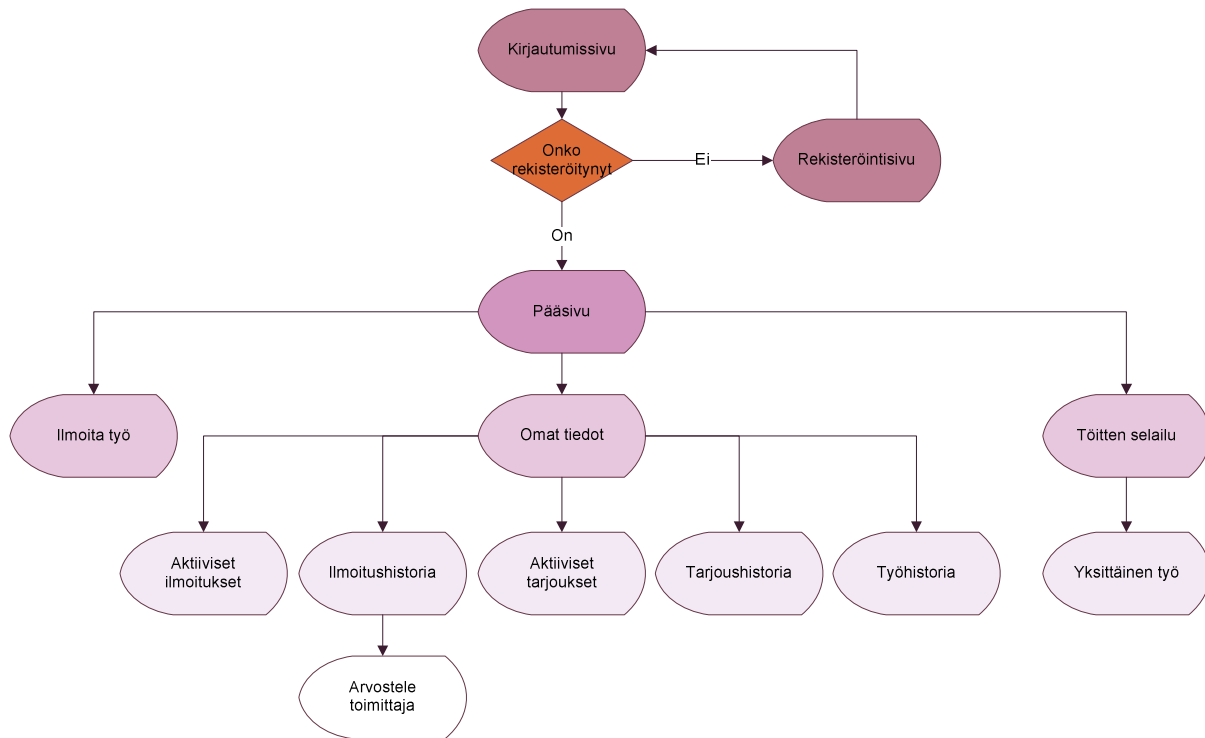 Kirjautumissivu
Onko
rekisteröitynyt
Ei
Rekisteröintisivu
On
Pääsivu
Ilmoita työ
Omat tiedot
Töitten selailu
Aktiiviset
ilmoitukset
Ilmoitushistoria
Aktiiviset
tarjoukset
Tarjoushistoria
Työhistoria
Yksittäinen työ
Arvostele
toimittaja